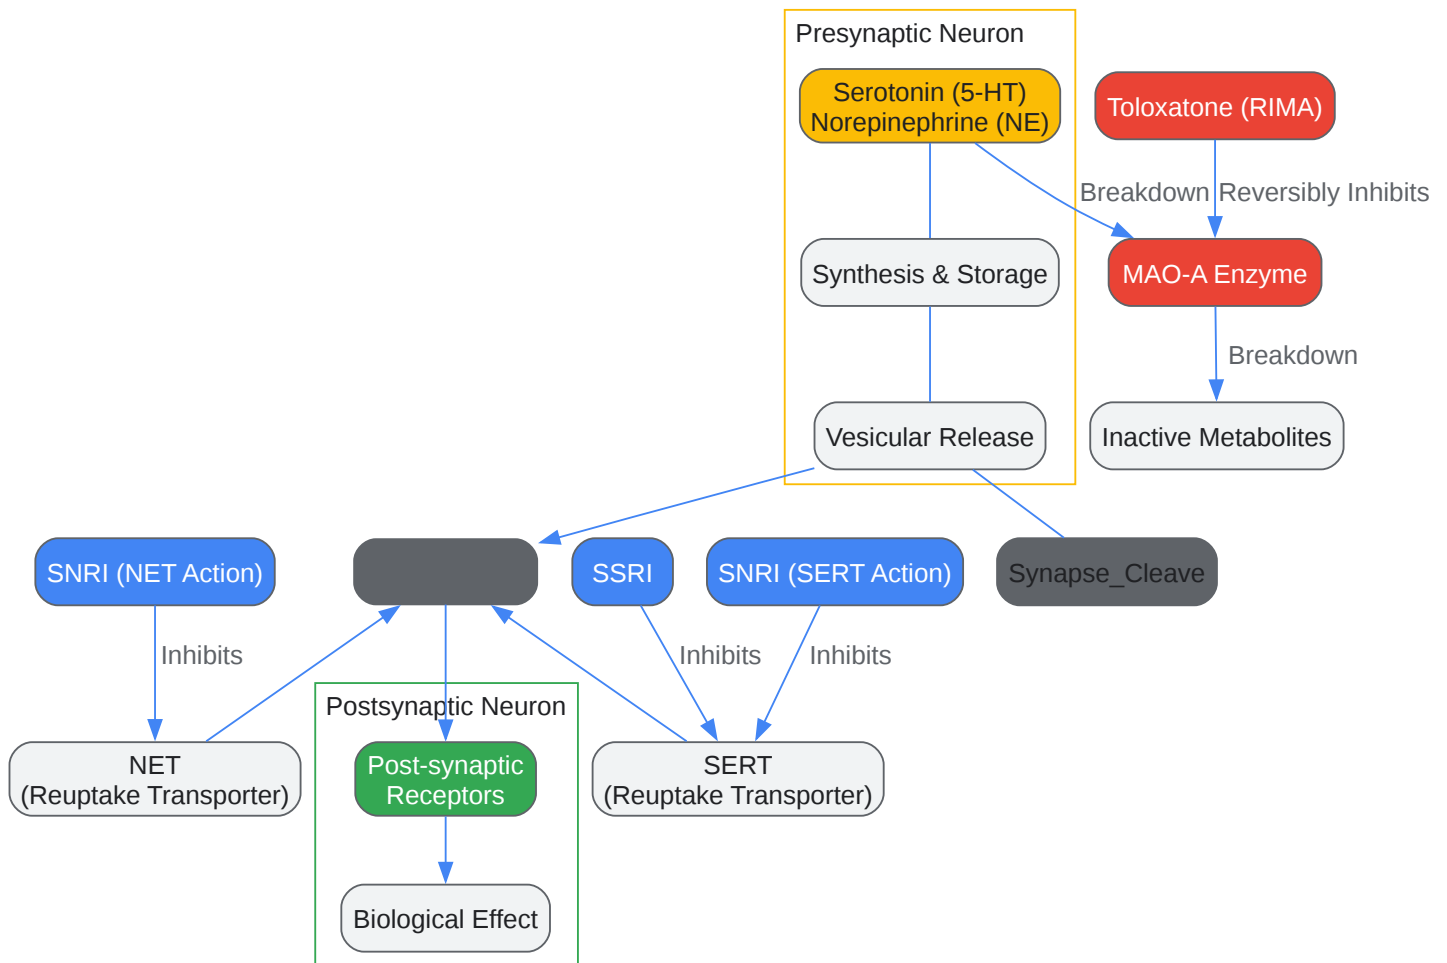 Presynaptic Neuron
Serotonin (5-HT)
Norepinephrine (NE)
Toloxatone (RIMA)
Breakdown
Reversibly Inhibits
Synthesis & Storage
MAO-A Enzyme
Breakdown
Vesicular Release
Inactive Metabolites
SNRI (NET Action)
SSRI
SNRI (SERT Action)
Synapse_Cleave
Inhibits
Inhibits
Inhibits
Postsynaptic Neuron
NET
(Reuptake Transporter)
Post-synaptic
Receptors
SERT
(Reuptake Transporter)
Biological Effect